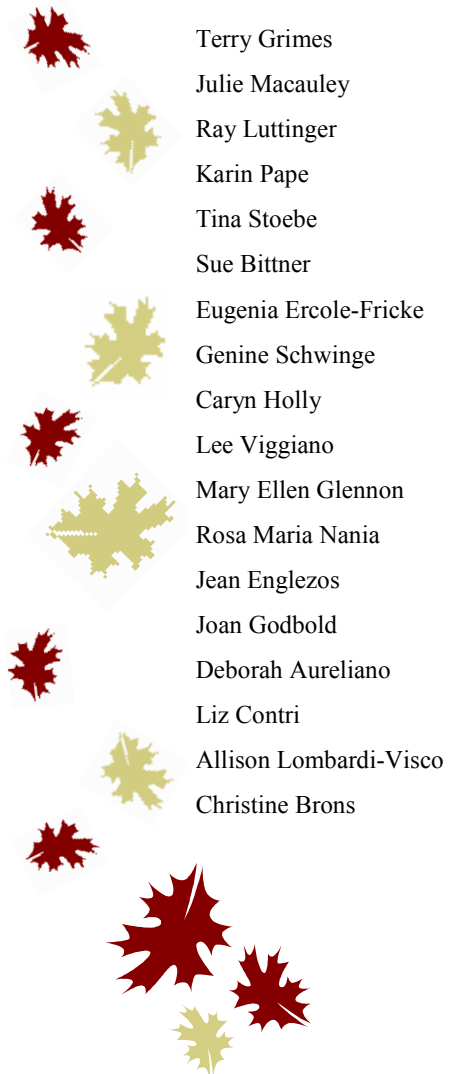 Terry Grimes
Julie Macauley
Ray Luttinger
Karin Pape
Tina Stoebe
Sue Bittner
Eugenia Ercole-Fricke
Genine Schwinge
Caryn Holly
Lee Viggiano
Mary Ellen Glennon
Rosa Maria Nania
Jean Englezos
Joan Godbold
Deborah Aureliano
Liz Contri
Allison Lombardi-Visco
Christine Brons